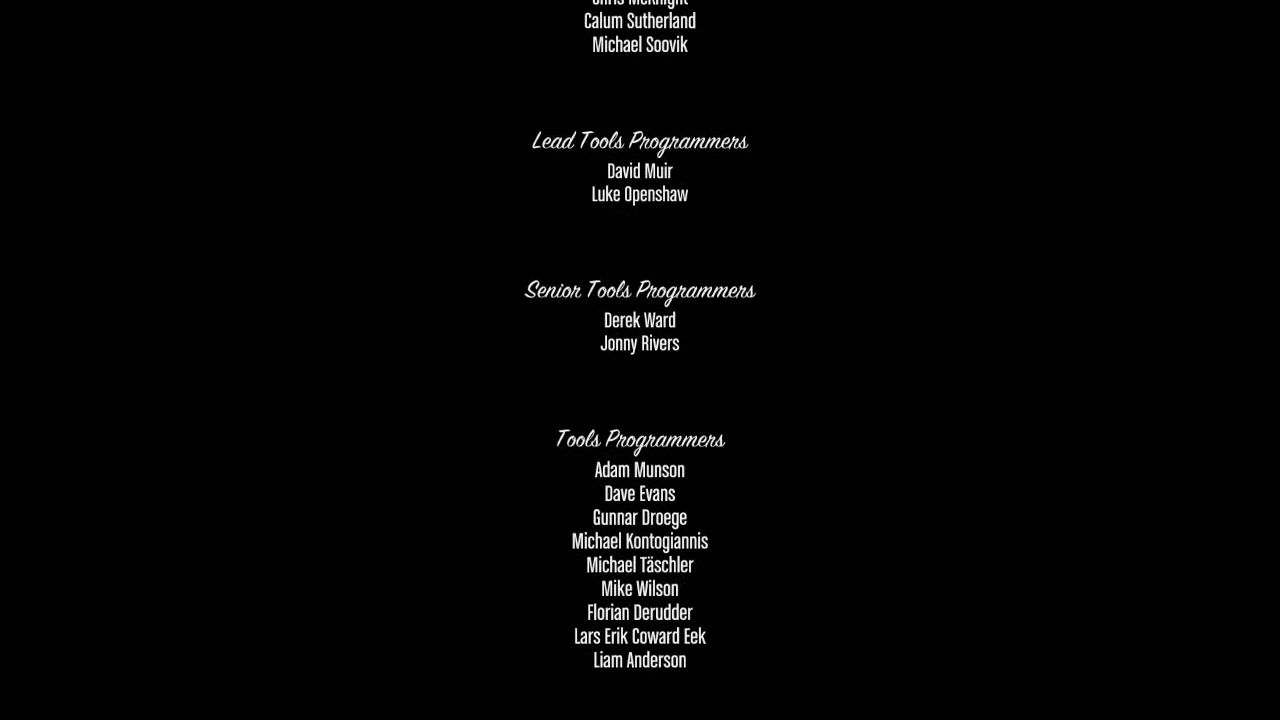 Chris McKnight
Calum Sutherland
Michael Soovik
Lead Tools Programmers
David Muir
Luke Openshaw
Senior Tools Programmers
Derek Ward
Jonny Rivers
Tools Programmers
Adam Munson
Dave Evans
Gunnar Droege
Michael Kontogiannis
Michael Täschler
Mike Wilson
Florian Derudder
Lars Erik Coward Eek
Liam Anderson